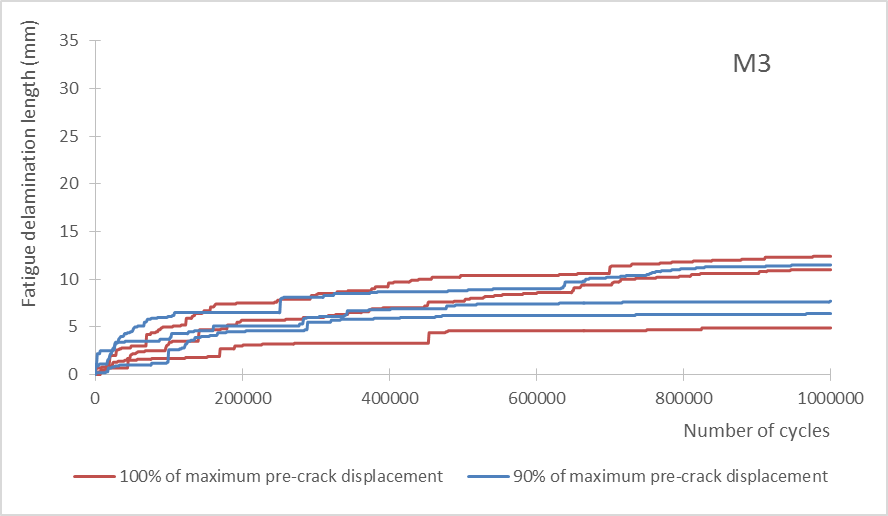 Fatigue delamination length (mm)
M3
35
30
25
20
15
10
5
0
0 200000 400000 600000 800000 1000000
Number of cycles
100% of maximum pre-crack displacement 90% of maximum pre-crack displacement